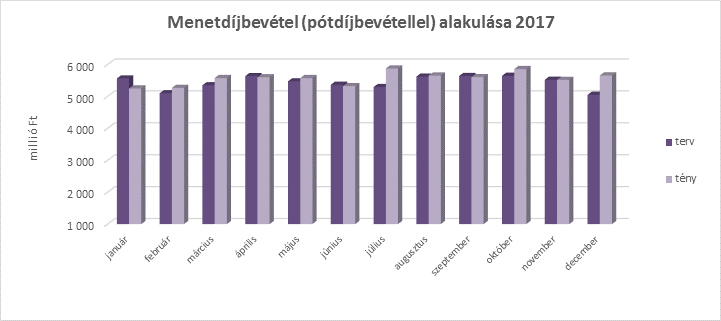 Menetdíjbevétel (pótdíjbevétellel) alakulása 2017
millió Ft
6 000
5 000
4 000
3 000
2 000
1 000
január
február
március
április
május
június
július
augusztus
szeptember
október
november
december
terv
tény